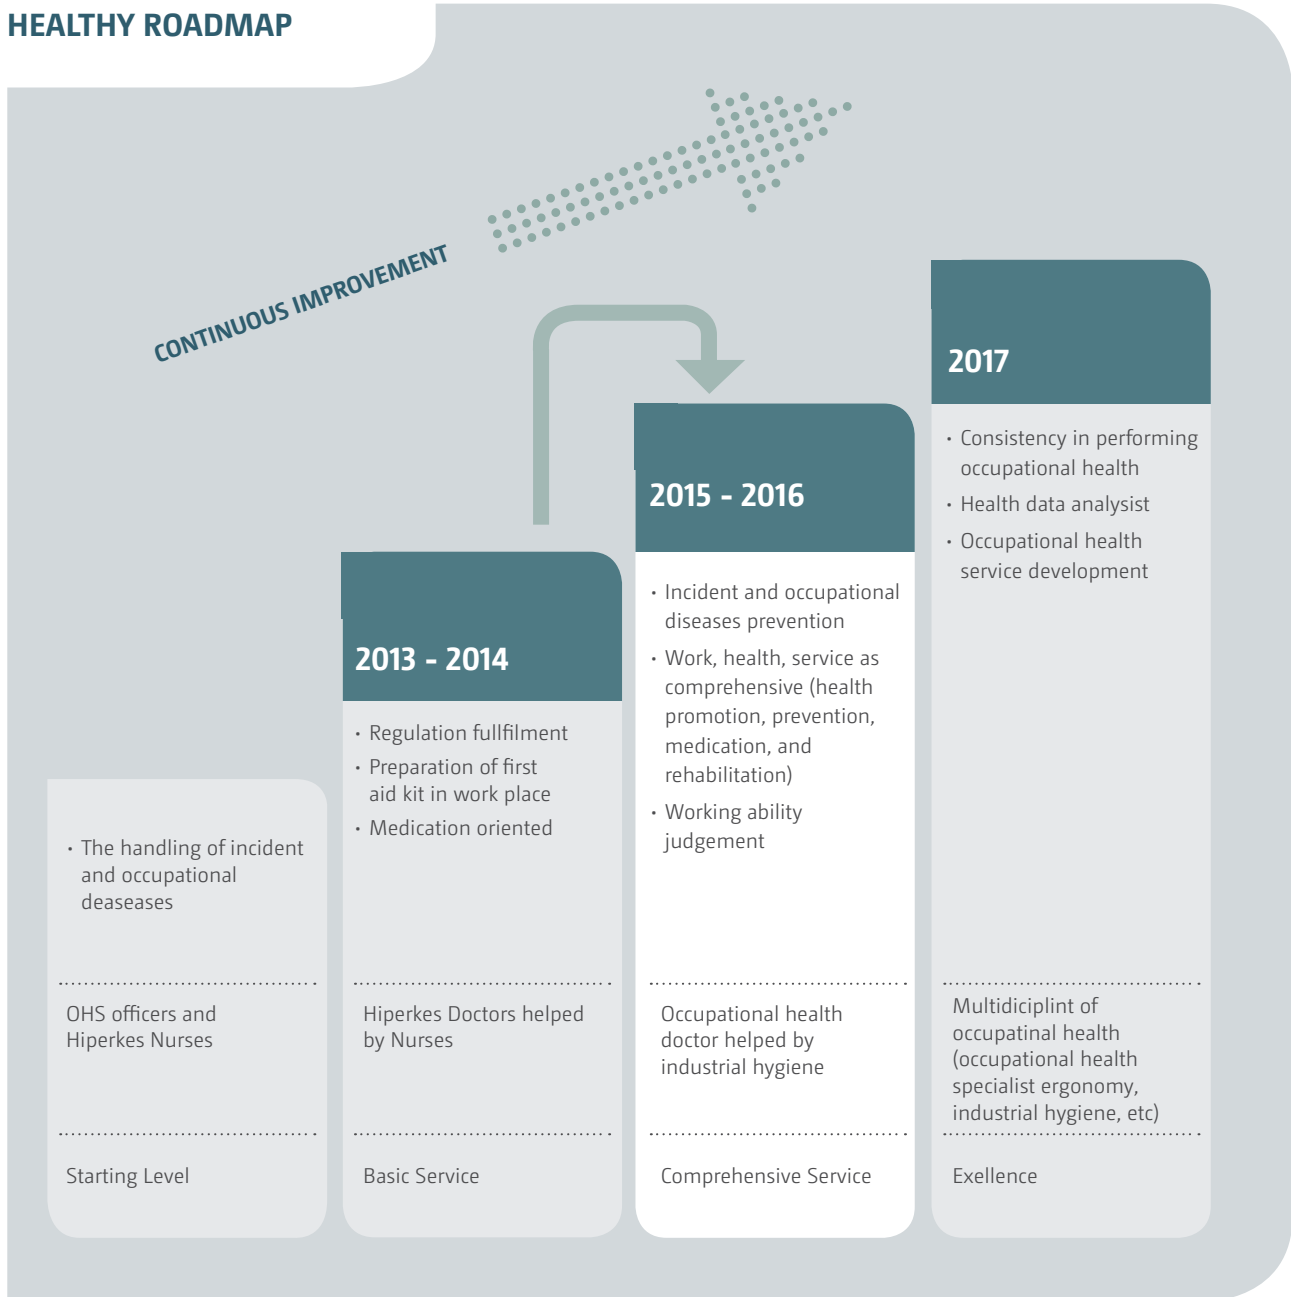 HEALTHY ROADMAP
CONTINUOUS IMPROVEMENT
• The handling of incident
and occupational
deaseases
OHS officers and
Hiperkes Nurses
Starting Level
2013 - 2014
• Regulation fullfilment
• Preparation of first
aid kit in work place
• Medication oriented
Hiperkes Doctors helped
by Nurses
Basic Service
2015 - 2016
• Incident and occupational
diseases prevention
• Work, health, service as
comprehensive (health
promotion, prevention,
medication, and
rehabilitation)
• Working ability
judgement
Occupational health
doctor helped by
industrial hygiene
Comprehensive Service
2017
• Consistency in performing
occupational health
• Health data analysist
• Occupational health
service development
Multidiciplint of
occupatinal health
(occupational health
specialist ergonomy,
industrial hygiene, etc)
Exellence